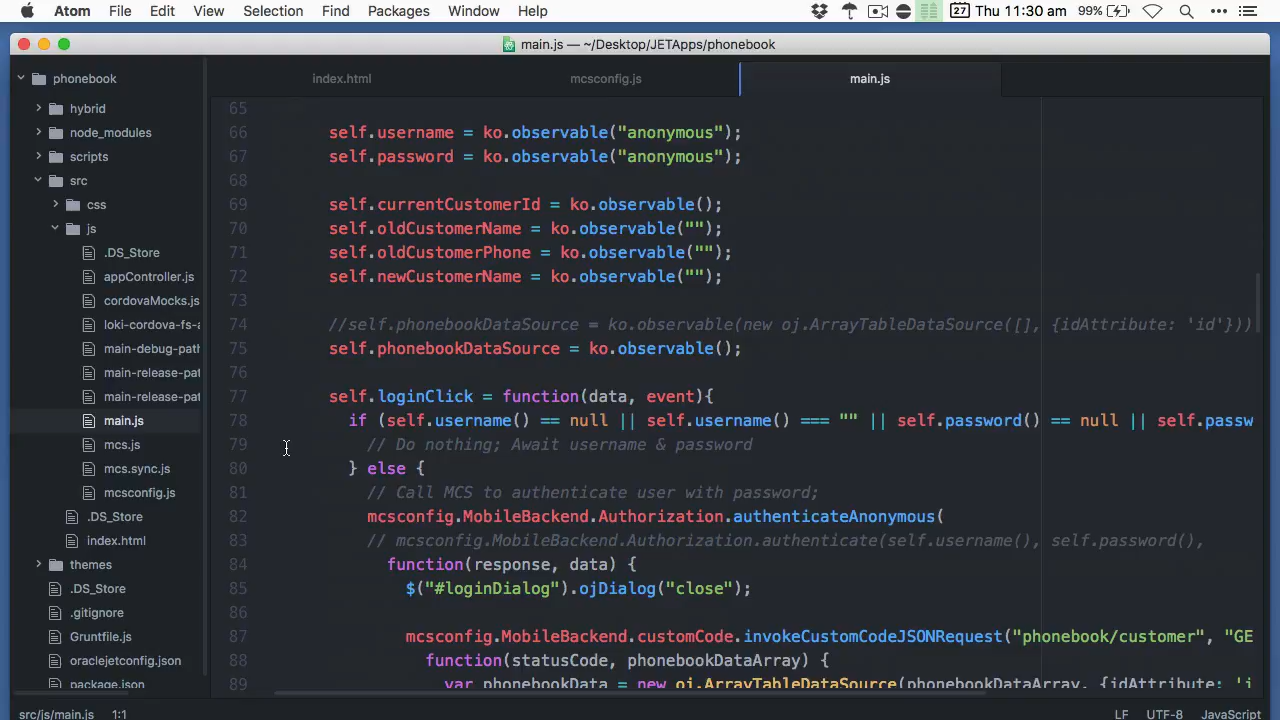 Atom File Edit View Selection Find Packages Window Help 27 Thu 11:30 am 99%
main.js — ~/Desktop/JETApps/phonebook
phonebook
hybrid
node_modules
scripts
src
css
js
.DS_Store
appController.js
cordovaMocks.js
loki-cordova-fs-a
main-debug-path
main-release-pat
main-release-pat
main.js
mcs.js
mcs.sync.js
mcsconfig.js
.DS_Store
index.html
themes
.DS_Store
.gitignore
Gruntfile.js
oraclejetconfig.json
package.json
index.html mcsconfig.js main.js
65
66 self.username = ko.observable("anonymous");
67 self.password = ko.observable("anonymous");
68
69 self.currentCustomerId = ko.observable();
70 self.oldCustomerName = ko.observable("");
71 self.oldCustomerPhone = ko.observable("");
72 self.newCustomerName = ko.observable("");
73
74 //self.phonebookDataSource = ko.observable(new oj.ArrayTableDataSource([], {idAttribute: 'id'}))
75 self.phonebookDataSource = ko.observable();
76
77 self.loginClick = function(data, event){
78 if (self.username() == null || self.username() === "" || self.password() == null || self.passw
79 // Do nothing; Await username & password
80 } else {
81 // Call MCS to authenticate user with password;
82 mcsconfig.MobileBackend.Authorization.authenticateAnonymous(
83 // mcsconfig.MobileBackend.Authorization.authenticate(self.username(), self.password(),
84 function(response, data) {
85 $("#loginDialog").ojDialog("close");
86
87 mcsconfig.MobileBackend.customCode.invokeCustomCodeJSONRequest("phonebook/customer", "GE
88 function(statusCode, phonebookDataArray) {
89 var phonebookData = new oj.ArrayTableDataSource(phonebookDataArray, {idAttribute: 'i
src/js/main.js 1:1 LF UTF-8 JavaScript